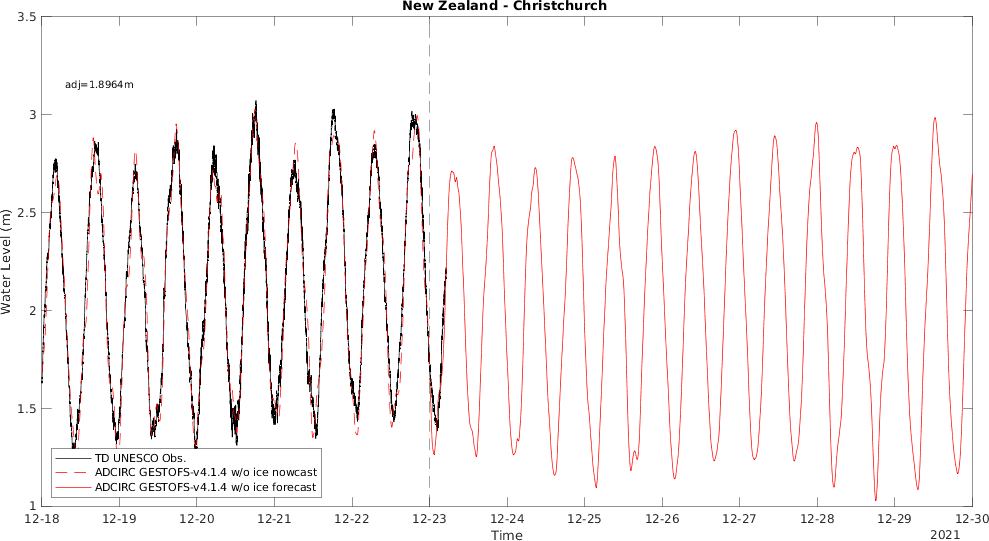 New Zealand - Christchurch
3.5
adj=1.8964m
3
2.5
Water Level (m)
2
1.5
TD UNESCO Obs.
ADCIRC GESTOFS-v4.1.4 w/o ice nowcast
ADCIRC GESTOFS-v4.1.4 w/o ice forecast
1
12-18 12-19 12-20 12-21 12-22 12-23 12-24 12-25 12-26 12-27 12-28 12-29 12-30
Time
2021